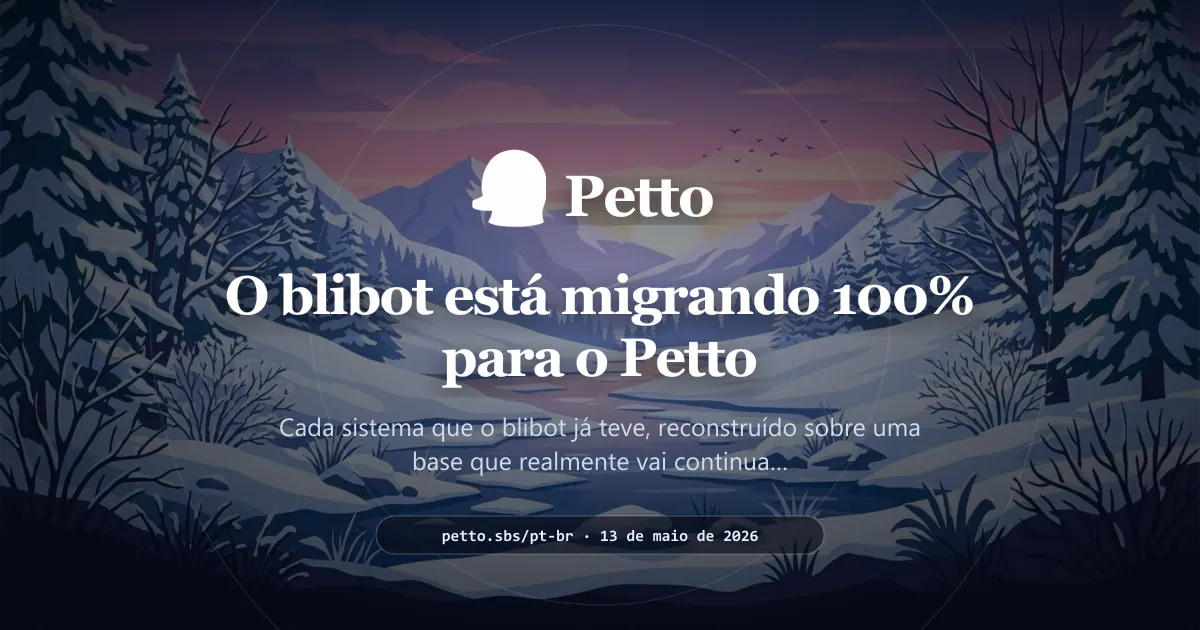 Petto
O blibot está migrando 100%
para o Petto
Cada sistema que o blibot já teve, reconstruído sobre uma
base que realmente vai continua...
petto.sbs/pt-br · 13 de maio de 2026